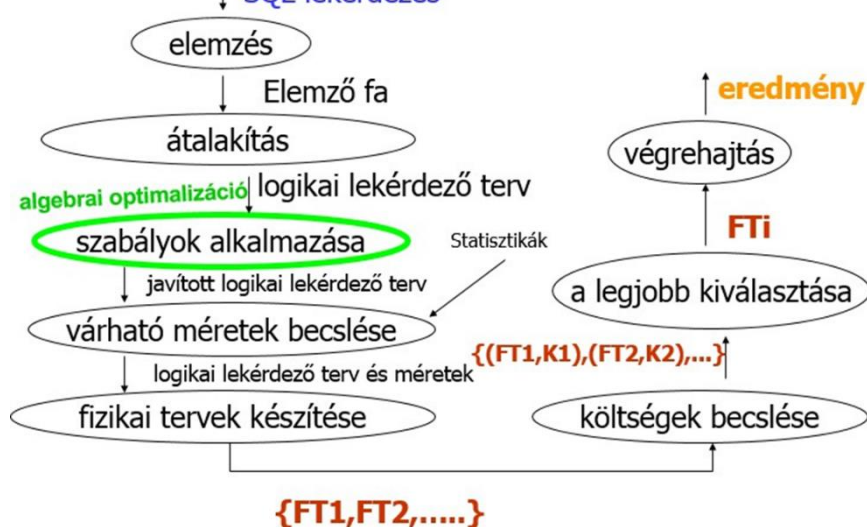 SQL lekérdezés
elemzés
Elemző fa
átalakítás
algebrai optimalizáció
logikai lekérdező terv
szabályok alkalmazása
Statisztikák
javított logikai lekérdező terv
várható méretek becslése
logikai lekérdező terv és méretek
fizikai tervek készítése
{FT1,FT2,.....}
költségek becslése
{(FT1,K1),(FT2,K2),...}
a legjobb kiválasztása
FTi
végrehajtás
eredmény